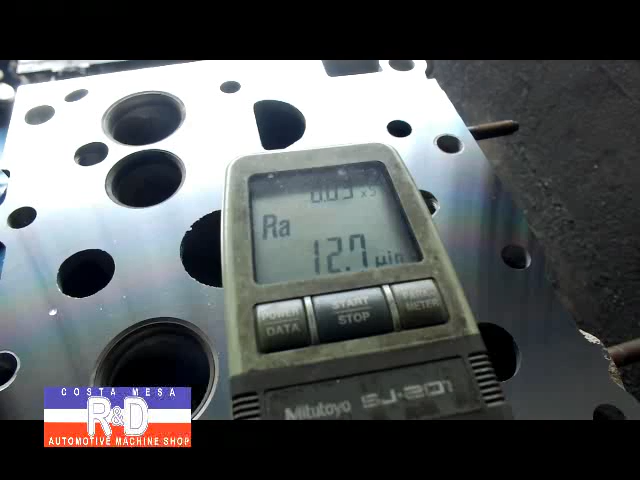 0.03 x5
Ra
12.7 µin
POWER
DATA
START
STOP
METER
Mitutoyo SJ-201
COSTA MESA
R&D
AUTOMOTIVE MACHINE SHOP